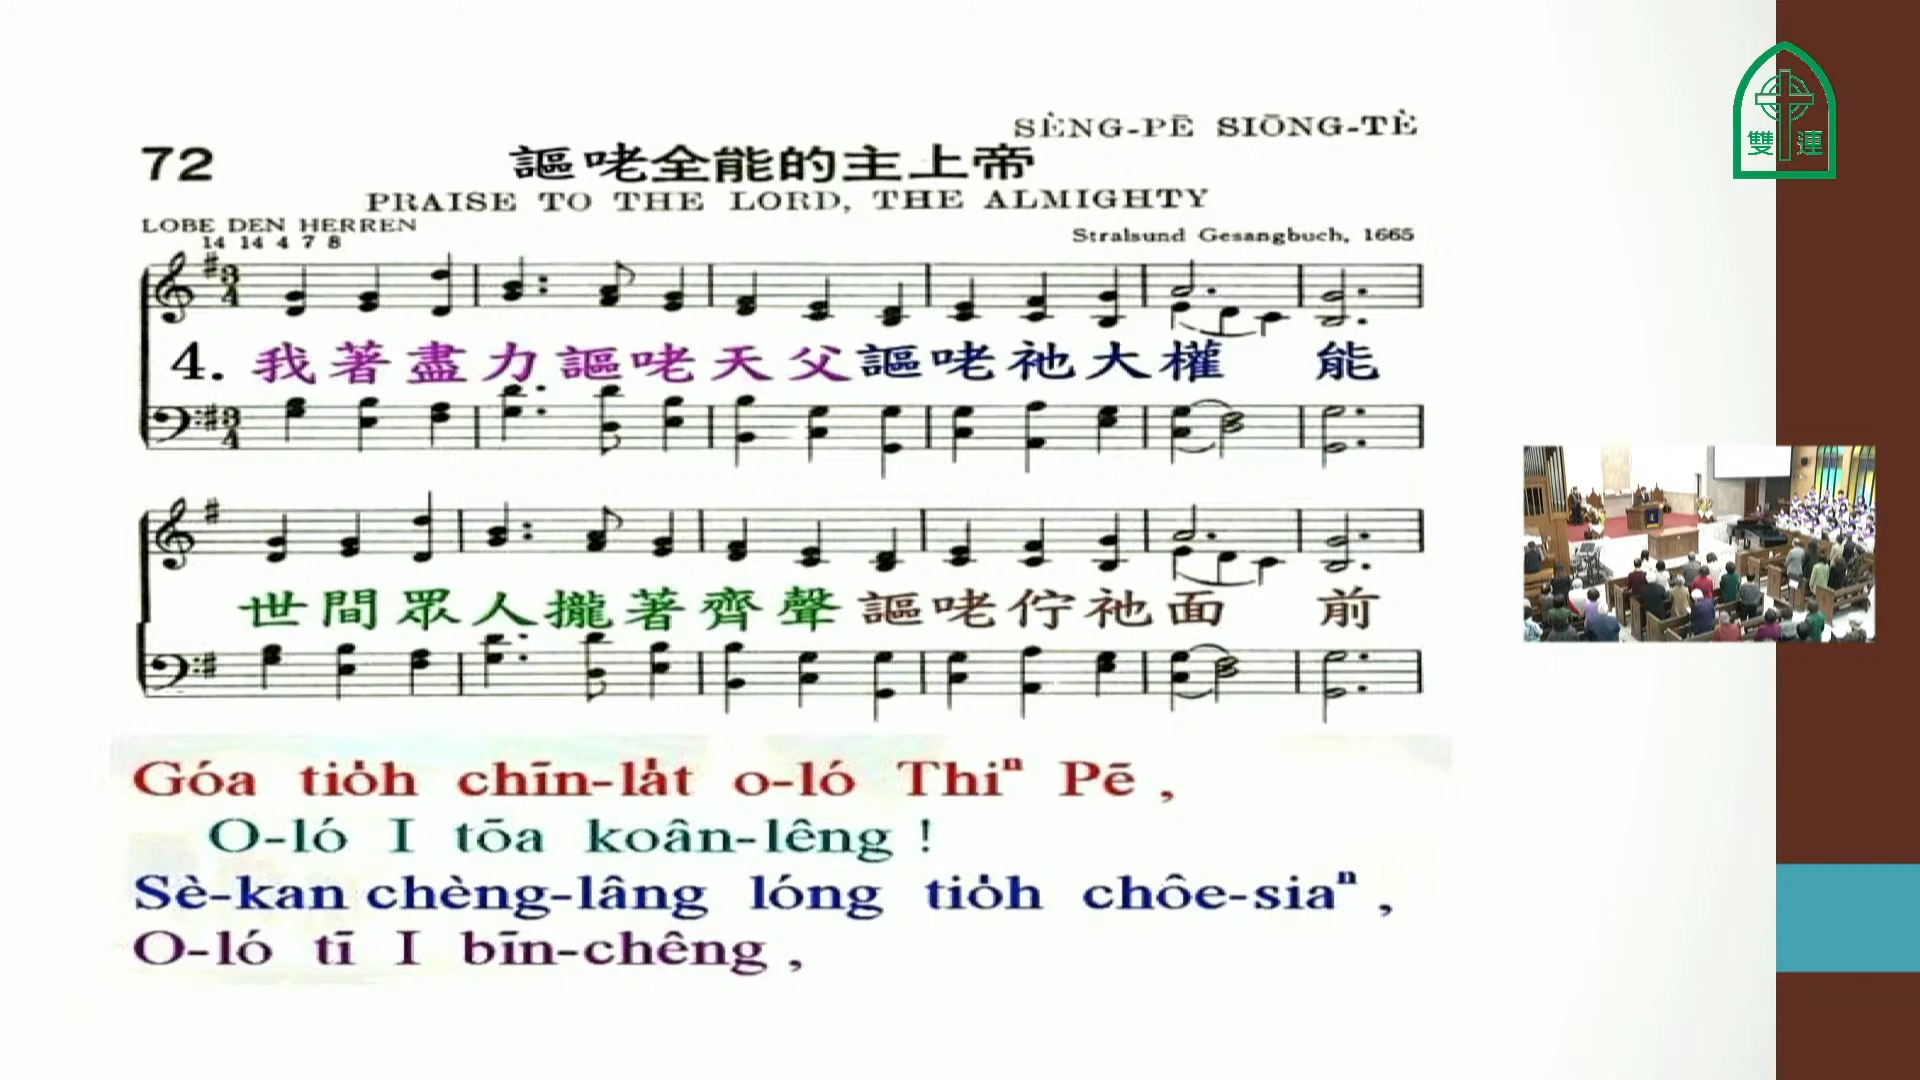 SÈNG-PĒ SIŌNG-TÈ
雙連
72 謳咾全能的主上帝
PRAISE TO THE LORD, THE ALMIGHTY
LOBE DEN HERREN
14 14 4 7 8
Stralsund Gesangbuch, 1665
4. 我著盡力謳咾天父謳咾祂大權能
世間眾人攏著齊聲謳咾佇祂面前
Góa tio̍h chīn-la̍t o-ló Thiⁿ Pē,
O-ló I tōa koân-lêng!
Sè-kan chèng-lâng lóng tio̍h chôe-siaⁿ,
O-ló tī I bīn-chêng,